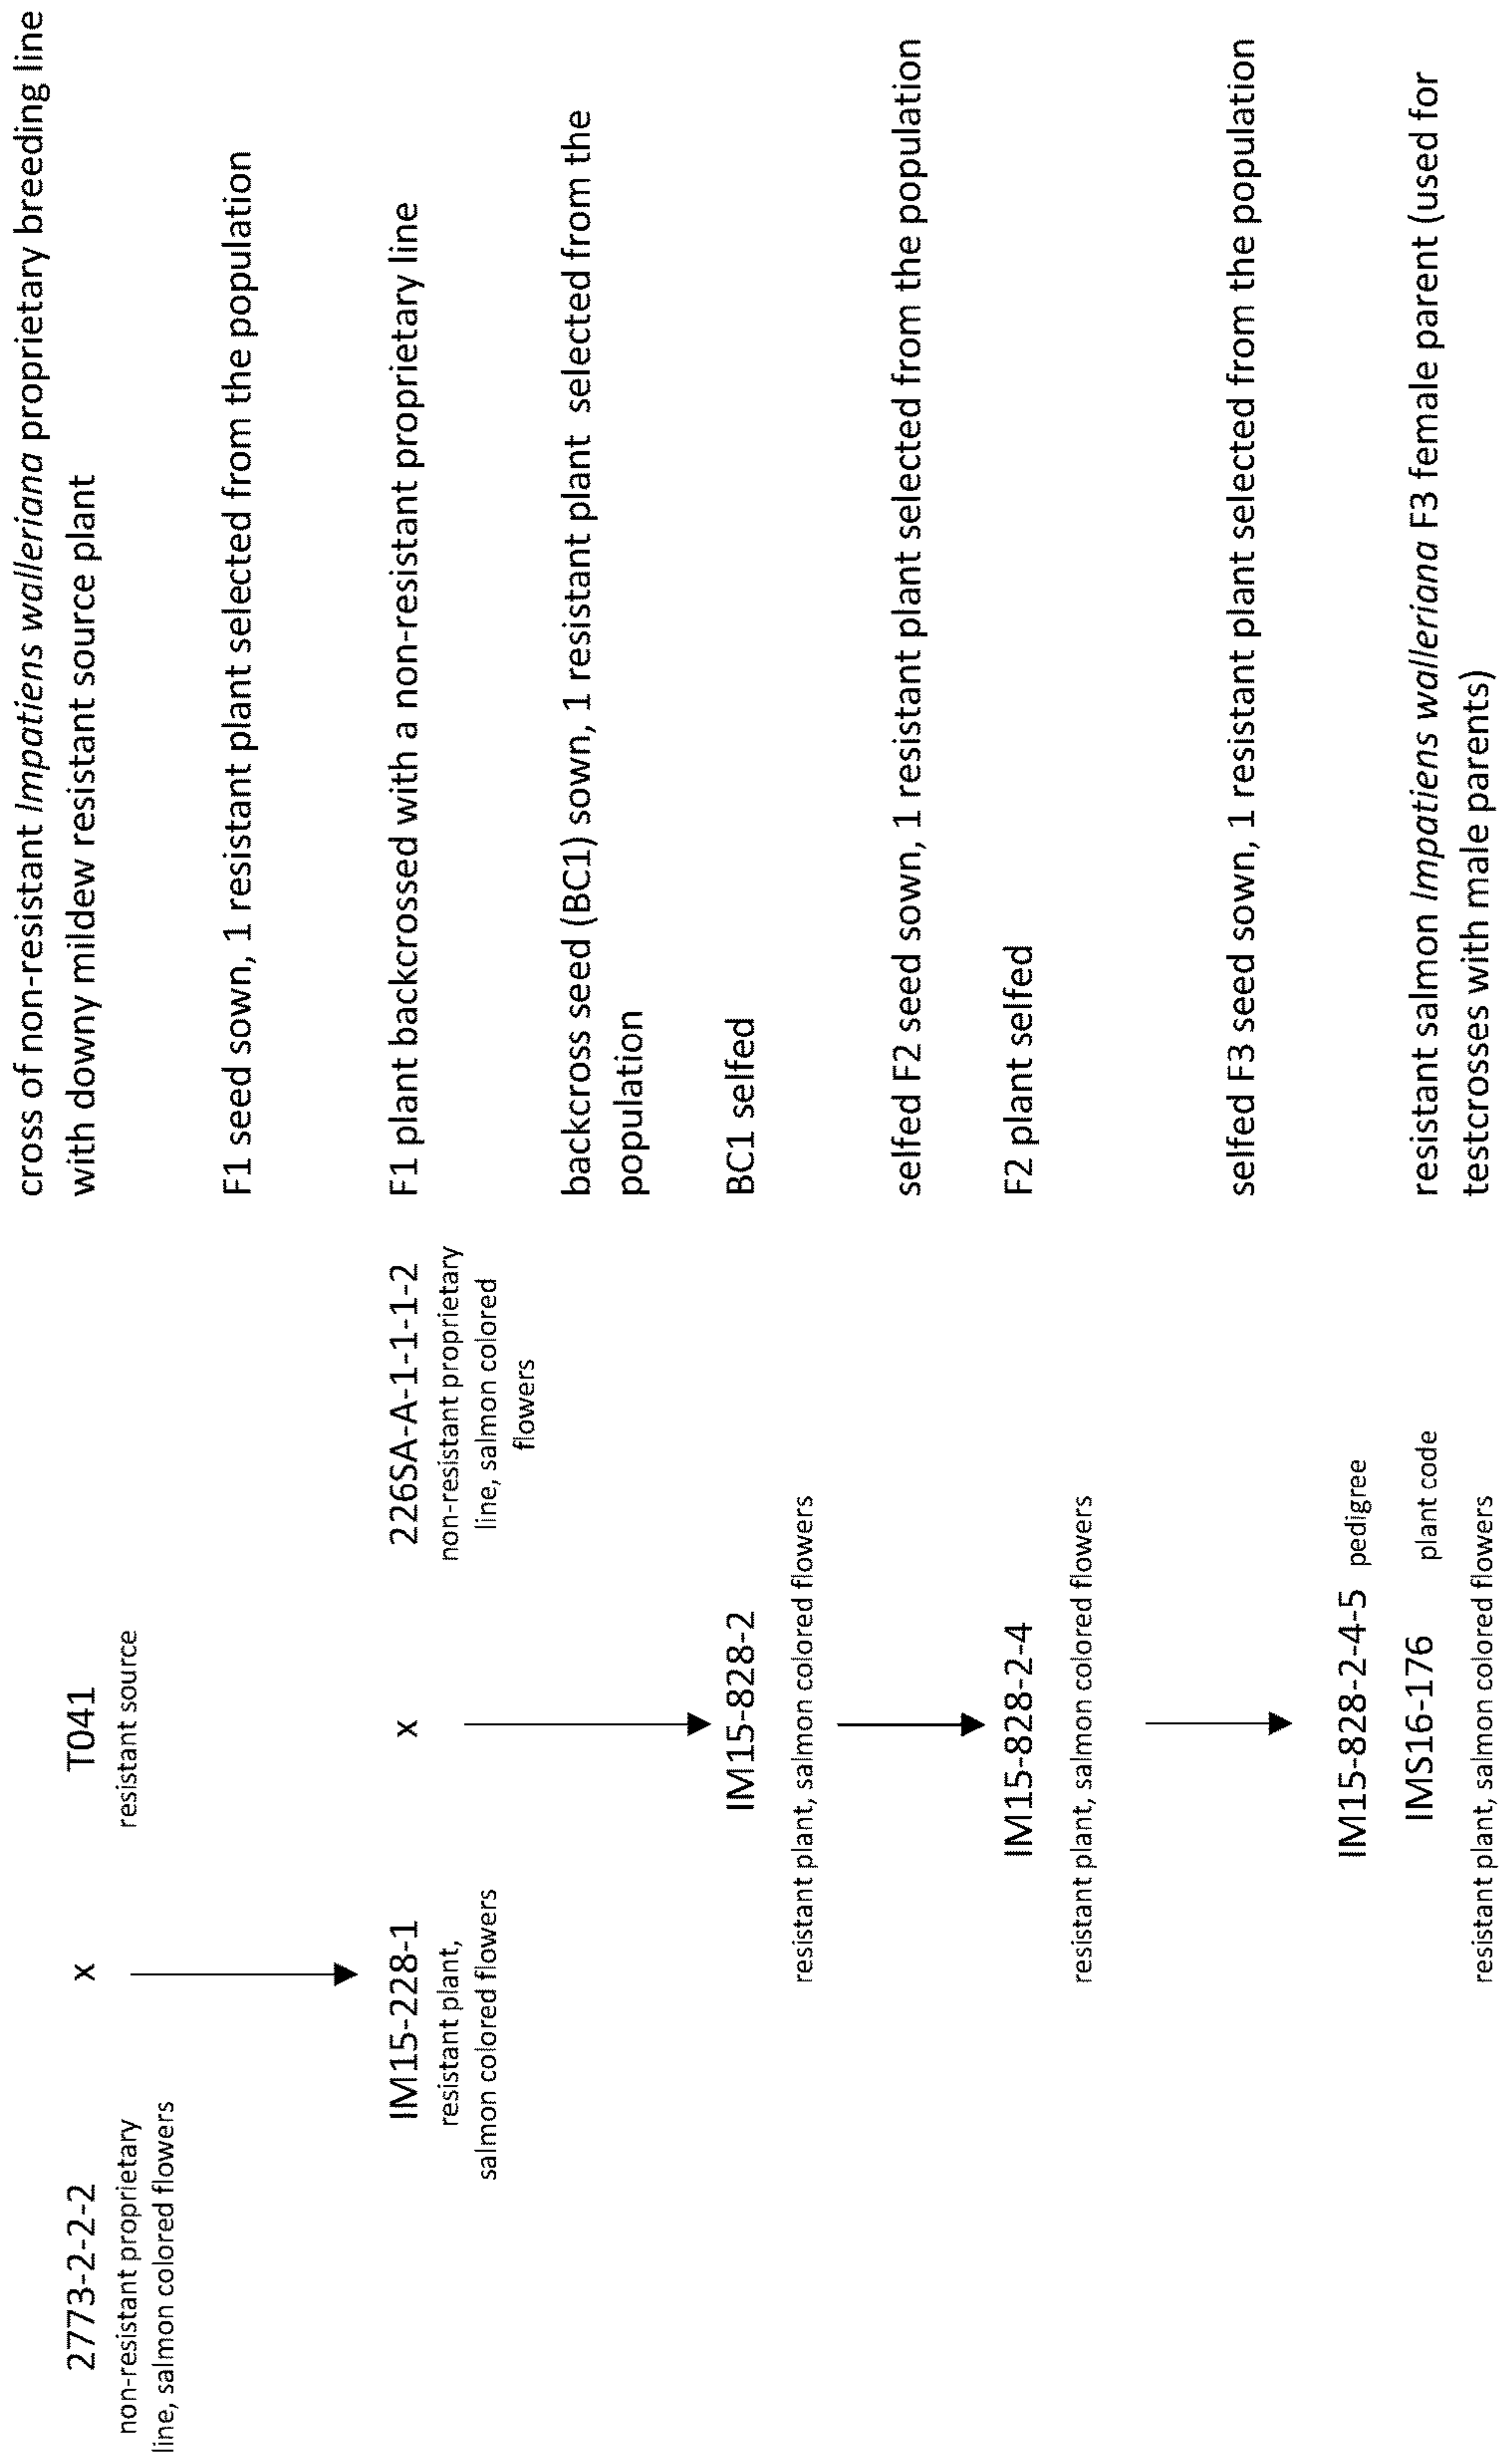 2773-2-2-2
non-resistant proprietary
line, salmon colored flowers
x
T041
resistant source
cross of non-resistant Impatiens walleriana proprietary breeding line
with downy mildew resistant source plant
F1 seed sown, 1 resistant plant selected from the population
IM15-228-1
resistant plant,
salmon colored flowers
x
226SA-A-1-1-1-2
non-resistant proprietary
line, salmon colored
flowers
F1 plant backcrossed with a non-resistant proprietary line
backcross seed (BC1) sown, 1 resistant plant selected from the
population
IM15-828-2
resistant plant, salmon colored flowers
BC1 selfed
selfed F2 seed sown, 1 resistant plant selected from the population
IM15-828-2-4
resistant plant, salmon colored flowers
F2 plant selfed
selfed F3 seed sown, 1 resistant plant selected from the population
IM15-828-2-4-5 pedigree
IMS16-176 plant code
resistant plant, salmon colored flowers
resistant salmon Impatiens walleriana F3 female parent (used for
testcrosses with male parents)